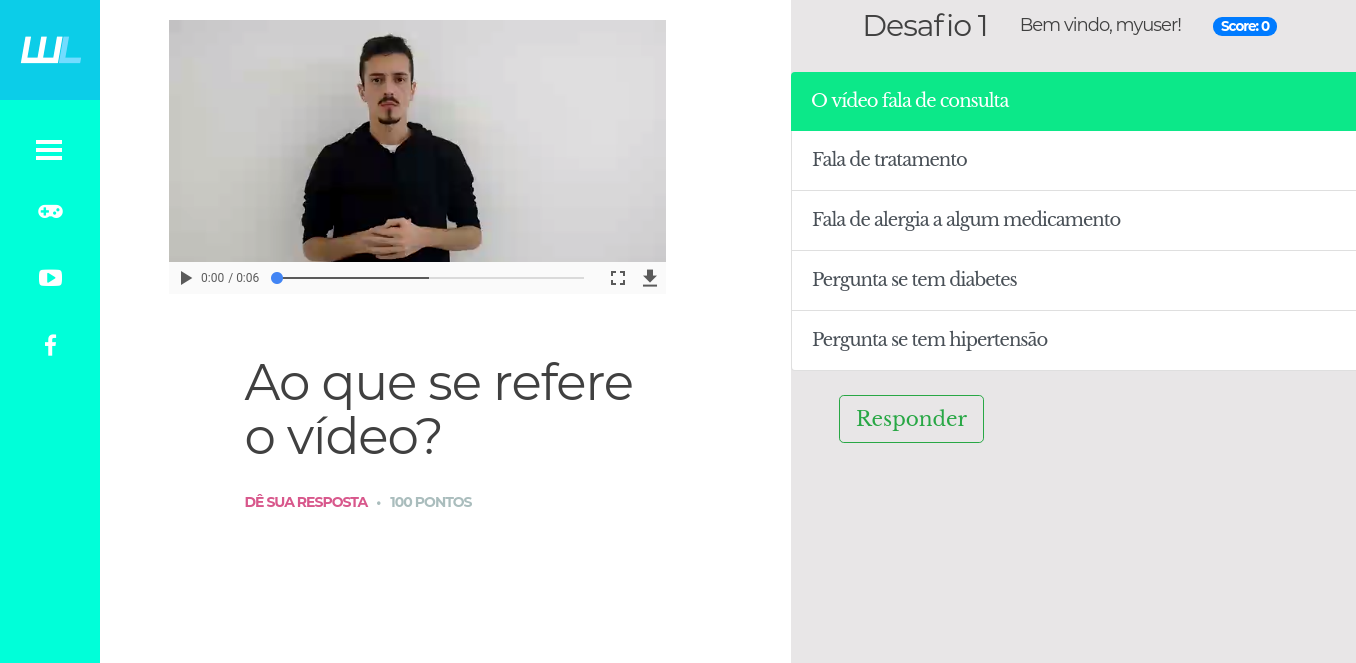 WL
0:00 / 0:06
Ao que se refere
o vídeo?
DÊ SUA RESPOSTA • 100 PONTOS
Desafio 1 Bem vindo, myuser! Score: 0
O vídeo fala de consulta
Fala de tratamento
Fala de alergia a algum medicamento
Pergunta se tem diabetes
Pergunta se tem hipertensão
Responder